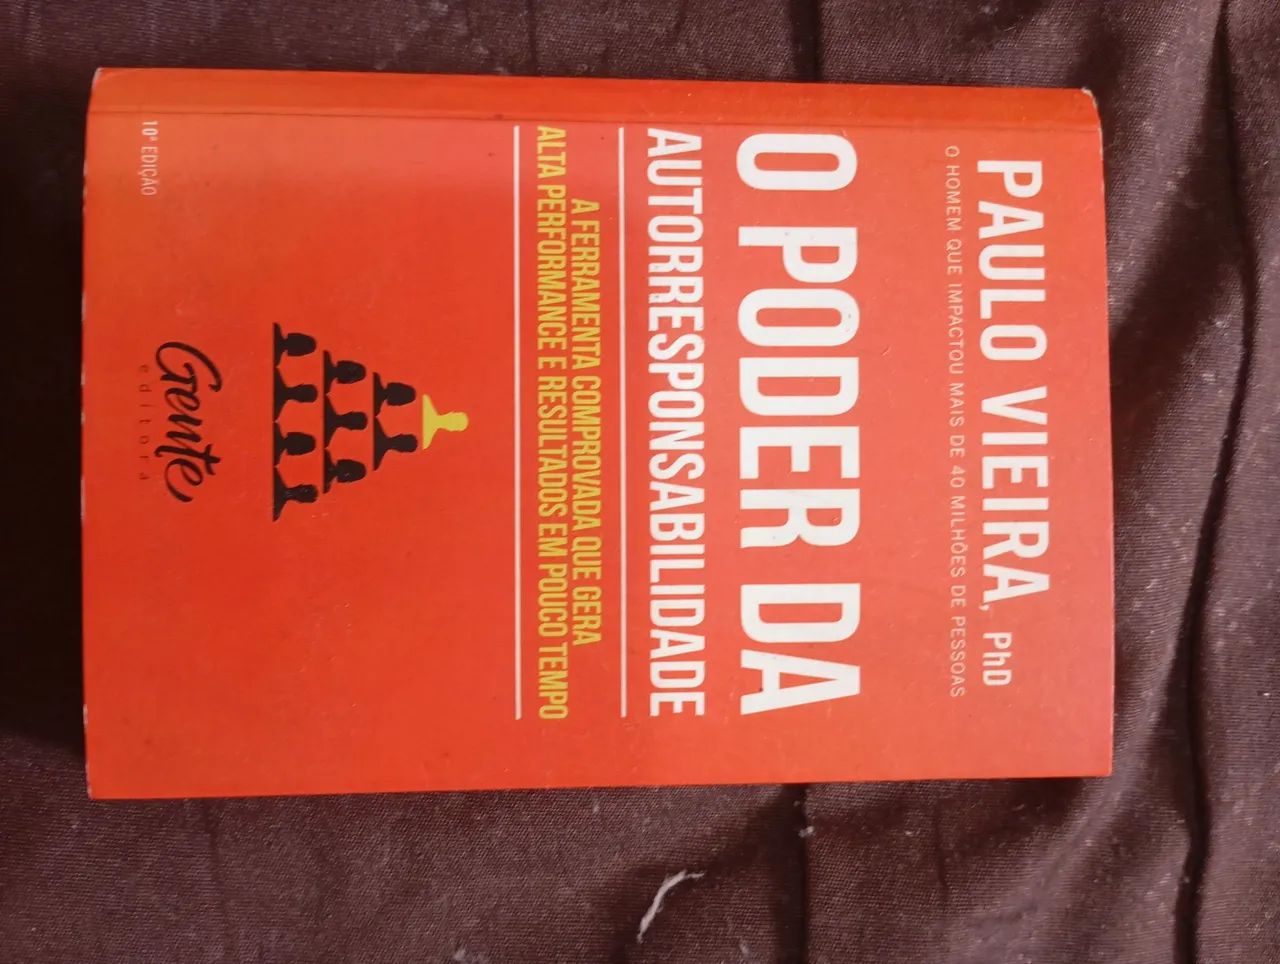 PAULO VIEIRA, PhD
O HOMEM QUE IMPACTOU MAIS DE 40 MILHÕES DE PESSOAS
O PODER DA
AUTORRESPONSABILIDADE
A FERRAMENTA COMPROVADA QUE GERA
ALTA PERFORMANCE E RESULTADOS EM POUCO TEMPO
Gente
editora
10ª EDIÇÃO